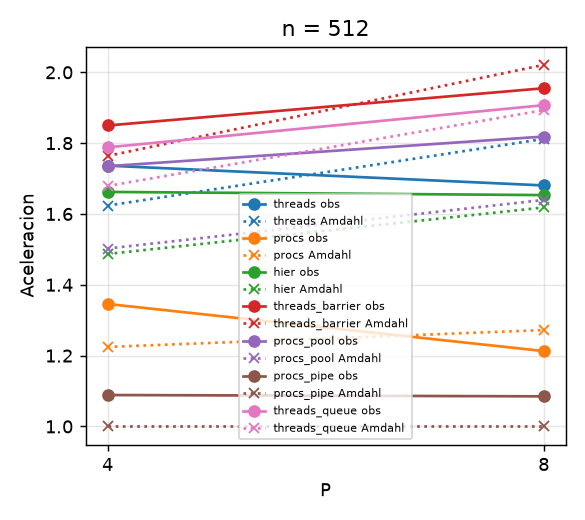 n = 512
2.0
1.8
1.6
1.4
1.2
1.0
Aceleracion
threads obs
threads Amdahl
procs obs
procs Amdahl
hier obs
hier Amdahl
threads_barrier obs
threads_barrier Amdahl
procs_pool obs
procs_pool Amdahl
procs_pipe obs
procs_pipe Amdahl
threads_queue obs
threads_queue Amdahl
4
8
P